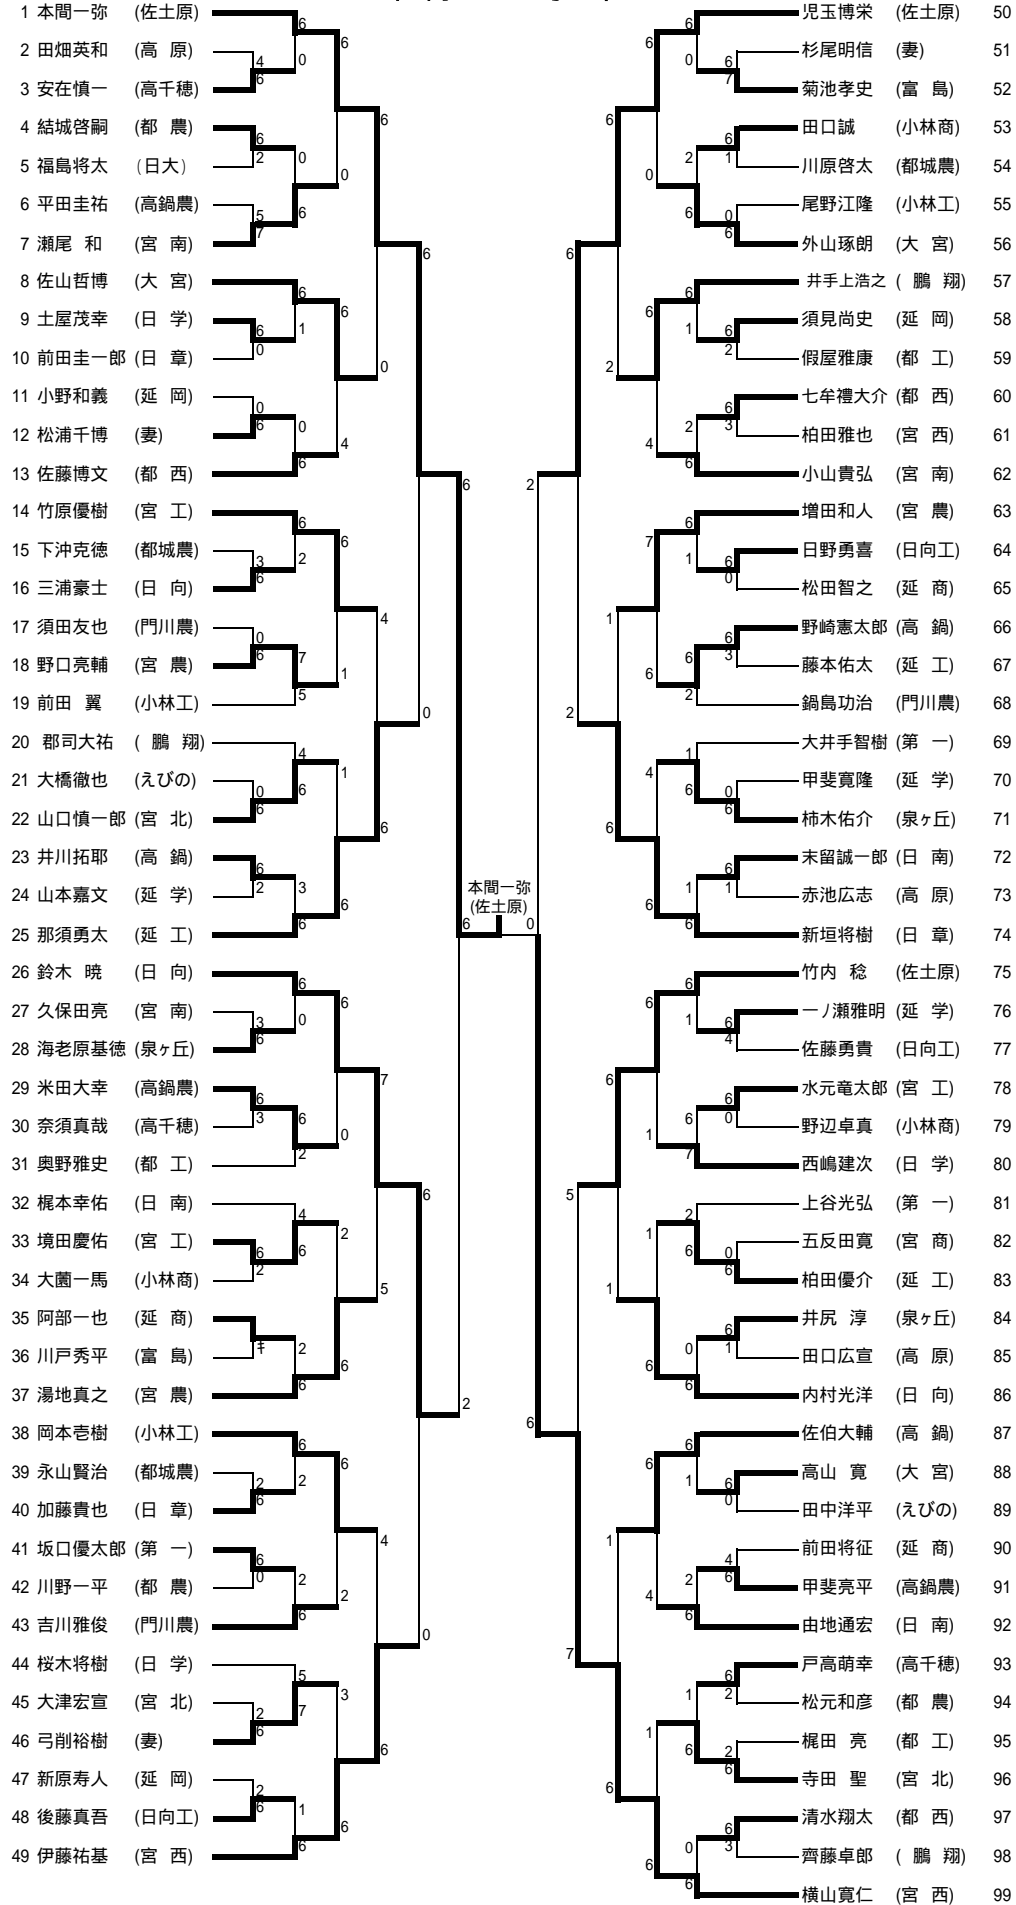 1 本間一弥 (佐土原)
2 田畑英和 (高 原)
3 安在慎一 (高千穂)
4 結城啓嗣 (都 農)
5 福島将太 (日大)
6 平田圭祐 (高鍋農)
7 瀬尾 和 (宮 南)
8 佐山哲博 (大 宮)
9 土屋茂幸 (日 学)
10 前田圭一郎 (日 章)
11 小野和義 (延 岡)
12 松浦千博 (妻)
13 佐藤博文 (都 西)
14 竹原優樹 (宮 工)
15 下沖克徳 (都城農)
16 三浦豪士 (日 向)
17 須田友也 (門川農)
18 野口亮輔 (宮 農)
19 前田 翼 (小林工)
20 郡司大祐 ( 鵬 翔)
21 大橋徹也 (えびの)
22 山口慎一郎 (宮 北)
23 井川拓耶 (高 鍋)
24 山本嘉文 (延 学)
25 那須勇太 (延 工)
26 鈴木 暁 (日 向)
27 久保田亮 (宮 南)
28 海老原基徳 (泉ヶ丘)
29 米田大幸 (高鍋農)
30 奈須真哉 (高千穂)
31 奥野雅史 (都 工)
32 梶本幸佑 (日 南)
33 境田慶佑 (宮 工)
34 大薗一馬 (小林商)
35 阿部一也 (延 商)
36 川戸秀平 (富 島)
37 湯地真之 (宮 農)
38 岡本壱樹 (小林工)
39 永山賢治 (都城農)
40 加藤貴也 (日 章)
41 坂口優太郎 (第 一)
42 川野一平 (都 農)
43 吉川雅俊 (門川農)
44 桜木将樹 (日 学)
45 大津宏宣 (宮 北)
46 弓削裕樹 (妻)
47 新原寿人 (延 岡)
48 後藤真吾 (日向工)
49 伊藤祐基 (宮 西)
本間一弥
(佐土原)
6 0
児玉博栄 (佐土原) 50
杉尾明信 (妻) 51
菊池孝史 (富 島) 52
田口誠 (小林商) 53
川原啓太 (都城農) 54
尾野江隆 (小林工) 55
外山琢朗 (大 宮) 56
井手上浩之 ( 鵬 翔) 57
須見尚史 (延 岡) 58
假屋雅康 (都 工) 59
七牟禮大介 (都 西) 60
柏田雅也 (宮 西) 61
小山貴弘 (宮 南) 62
増田和人 (宮 農) 63
日野勇喜 (日向工) 64
松田智之 (延 商) 65
野崎憲太郎 (高 鍋) 66
藤本佑太 (延 工) 67
鍋島功治 (門川農) 68
大井手智樹 (第 一) 69
甲斐寛隆 (延 学) 70
柿木佑介 (泉ヶ丘) 71
末留誠一郎 (日 南) 72
赤池広志 (高 原) 73
新垣将樹 (日 章) 74
竹内 稔 (佐土原) 75
一ノ瀬雅明 (延 学) 76
佐藤勇貴 (日向工) 77
水元竜太郎 (宮 工) 78
野辺卓真 (小林商) 79
西嶋建次 (日 学) 80
上谷光弘 (第 一) 81
五反田寛 (宮 商) 82
柏田優介 (延 工) 83
井尻 淳 (泉ヶ丘) 84
田口広宣 (高 原) 85
内村光洋 (日 向) 86
佐伯大輔 (高 鍋) 87
高山 寛 (大 宮) 88
田中洋平 (えびの) 89
前田将征 (延 商) 90
甲斐亮平 (高鍋農) 91
由地通宏 (日 南) 92
戸高萌幸 (高千穂) 93
松元和彦 (都 農) 94
梶田 亮 (都 工) 95
寺田 聖 (宮 北) 96
清水翔太 (都 西) 97
齊藤卓郎 ( 鵬 翔) 98
横山寛仁 (宮 西) 99